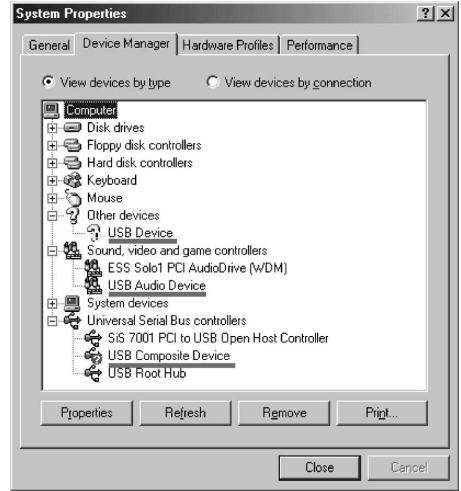 System Properties
General Device Manager Hardware Profiles Performance
View devices by type View devices by connection
Computer
Disk drives
Floppy disk controllers
Hard disk controllers
Keyboard
Mouse
Other devices
USB Device
Sound, video and game controllers
ESS Solo1 PCI AudioDrive (WDM)
USB Audio Device
System devices
Universal Serial Bus controllers
SiS 7001 PCI to USB Open Host Controller
USB Composite Device
USB Root Hub
Properties Refresh Remove Print...
Close Cancel